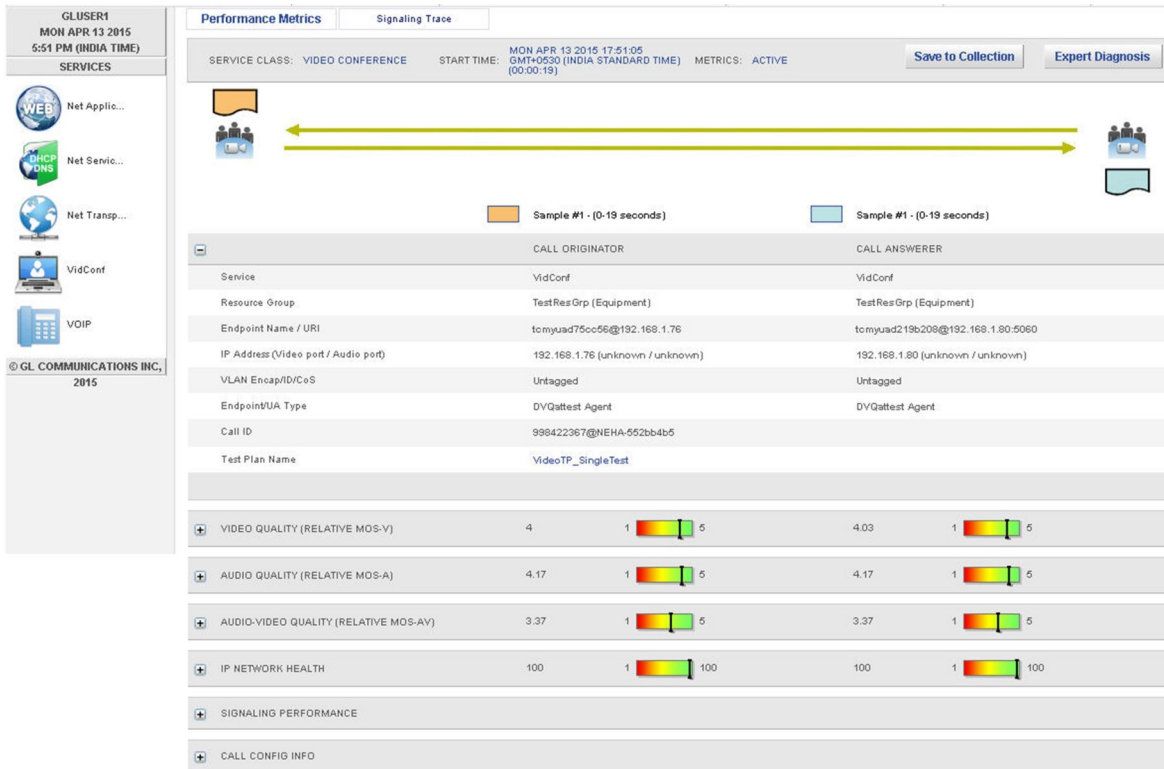 GLUSER1
MON APR 13 2015
5:51 PM (INDIA TIME)
SERVICES
WEB
Net Applic...
DHCP
DNS
Net Servic...
Net Transp...
VidConf
VOIP
© GL COMMUNICATIONS INC,
2015
Performance Metrics
Signaling Trace
SERVICE CLASS: VIDEO CONFERENCE
START TIME: MON APR 13 2015 17:51:05
GMT+0530 (INDIA STANDARD TIME)
(00:00:19)
METRICS: ACTIVE
Save to Collection
Expert Diagnosis
Sample #1 - (0-19 seconds)
Sample #1 - (0-19 seconds)
CALL ORIGINATOR CALL ANSWERER
Service VidConf VidConf
Resource Group TestResGrp (Equipment) TestResGrp (Equipment)
Endpoint Name / URI tcmyuad75cc56@192.168.1.76 tcmyuad219b208@192.168.1.80:5060
IP Address (Video port / Audio port) 192.168.1.76 (unknown / unknown) 192.168.1.80 (unknown / unknown)
VLAN Encap/ID/CoS Untagged Untagged
Endpoint/UA Type DVQattest Agent DVQattest Agent
Call ID 998422367@NEHA-552bb4b5
Test Plan Name VideoTP_SingleTest
VIDEO QUALITY (RELATIVE MOS-V) 4 1 5 4.03 1 5
AUDIO QUALITY (RELATIVE MOS-A) 4.17 1 5 4.17 1 5
AUDIO-VIDEO QUALITY (RELATIVE MOS-AV) 3.37 1 5 3.37 1 5
IP NETWORK HEALTH 100 1 100 100 1 100
SIGNALING PERFORMANCE
CALL CONFIG INFO